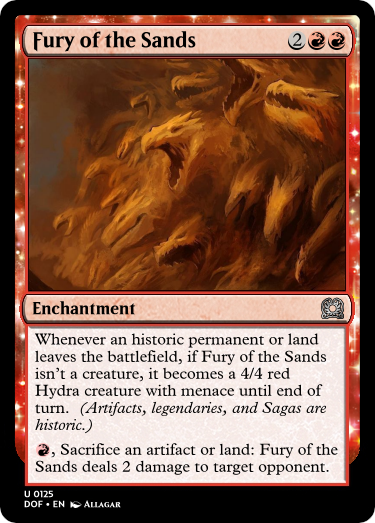 Fury of the Sands 2
Enchantment
Whenever an historic permanent or land
leaves the battlefield, if Fury of the Sands
isn't a creature, it becomes a 4/4 red
Hydra creature with menace until end of
turn. (Artifacts, legendaries, and Sagas are
historic.)
, Sacrifice an artifact or land: Fury of the
Sands deals 2 damage to target opponent.
U 0125
DOF • EN ALLAGAR